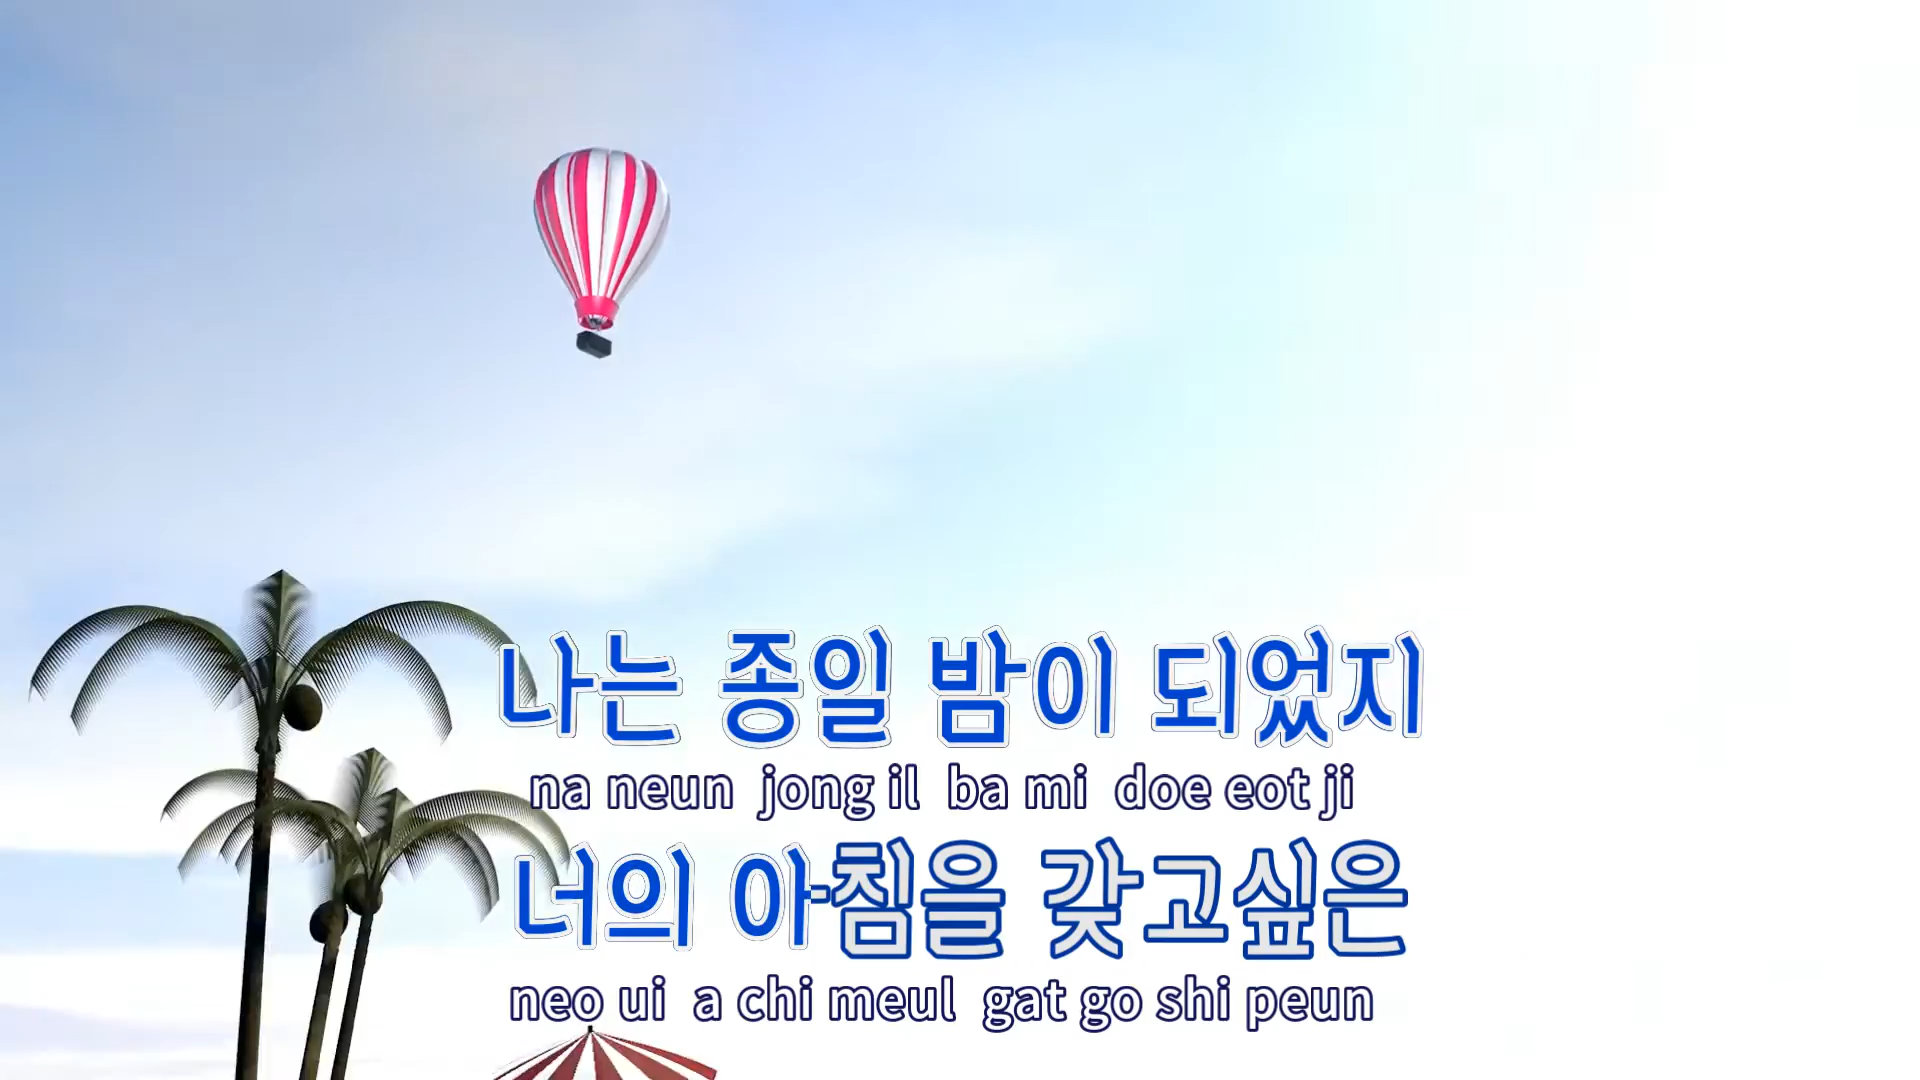 나는 종일 밤이 되었지
na neun jong il ba mi doe eot ji
너의 아침을 갖고싶은
neo ui a chi meul gat go shi peun